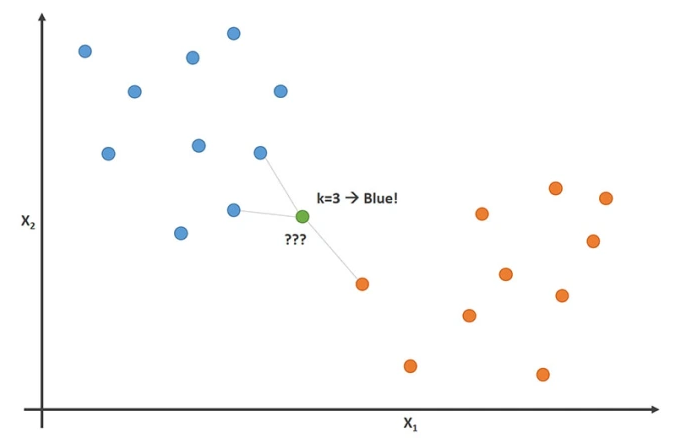 k=3 → Blue!
X₂
???
X₁